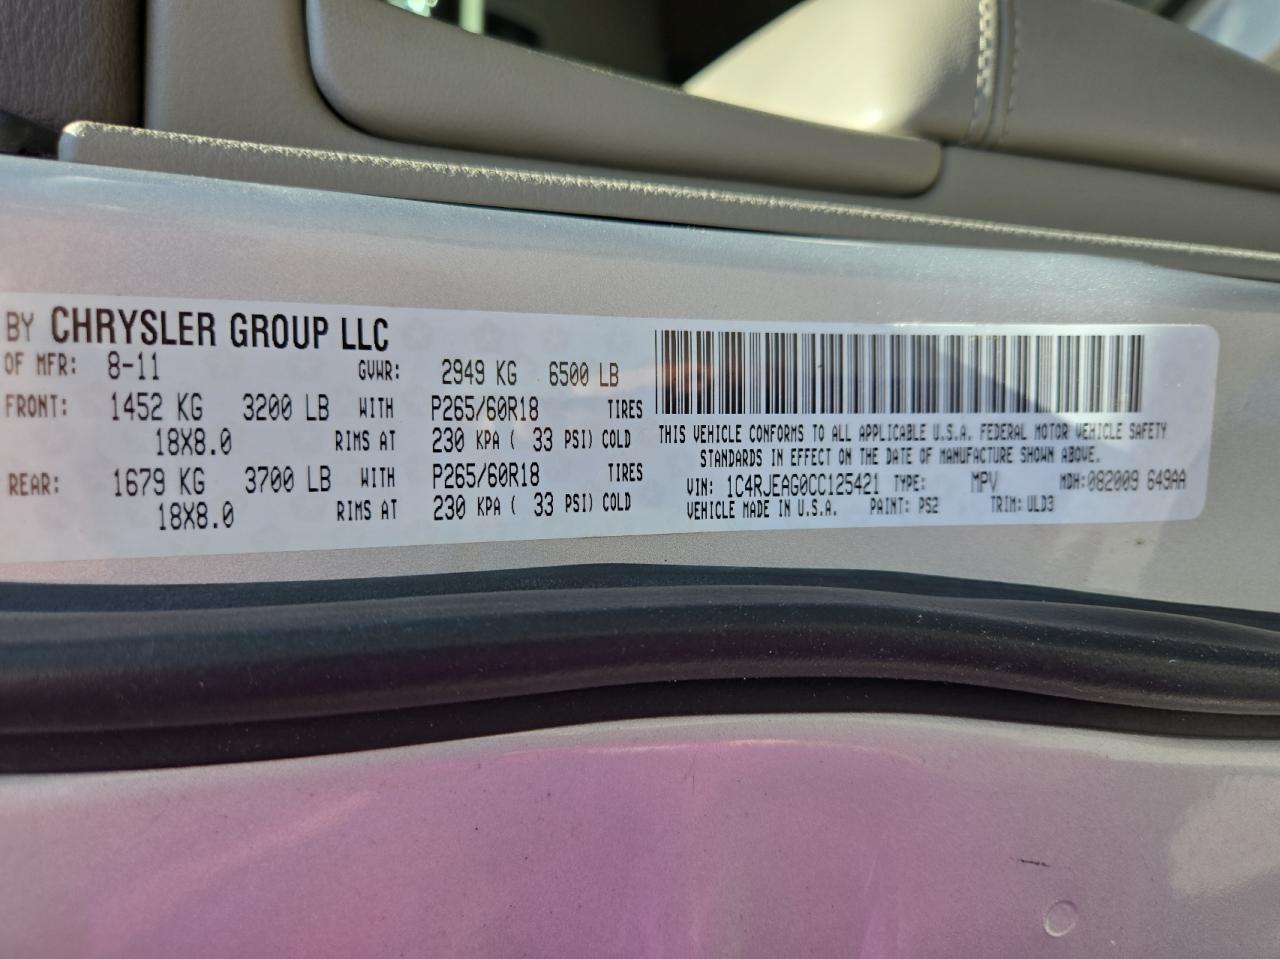 BY CHRYSLER GROUP LLC
OF MFR: 8-11 GVWR: 2949 KG 6500 LB
FRONT: 1452 KG 3200 LB WITH P265/60R18 TIRES
18X8.0 RIMS AT 230 KPA ( 33 PSI) COLD
REAR: 1679 KG 3700 LB WITH P265/60R18 TIRES
18X8.0 RIMS AT 230 KPA ( 33 PSI) COLD
THIS VEHICLE CONFORMS TO ALL APPLICABLE U.S.A. FEDERAL MOTOR VEHICLE SAFETY
STANDARDS IN EFFECT ON THE DATE OF MANUFACTURE SHOWN ABOVE.
VIN: 1C4RJEAG0CC125421 TYPE: MPV MDH:082009 649AA
VEHICLE MADE IN U.S.A. PAINT: PS2 TRIM: ULD3